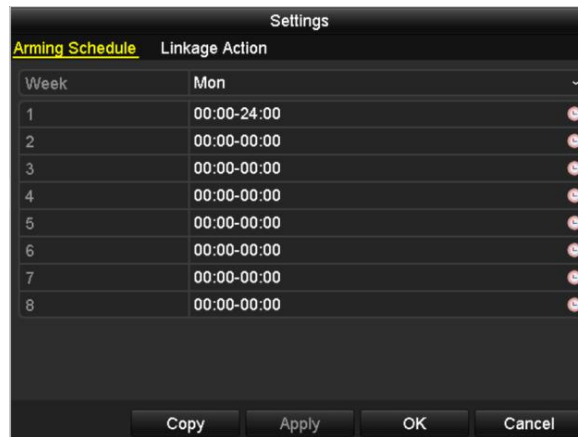 Settings
Arming Schedule Linkage Action
Week Mon
1 00:00-24:00
2 00:00-00:00
3 00:00-00:00
4 00:00-00:00
5 00:00-00:00
6 00:00-00:00
7 00:00-00:00
8 00:00-00:00
Copy Apply OK Cancel